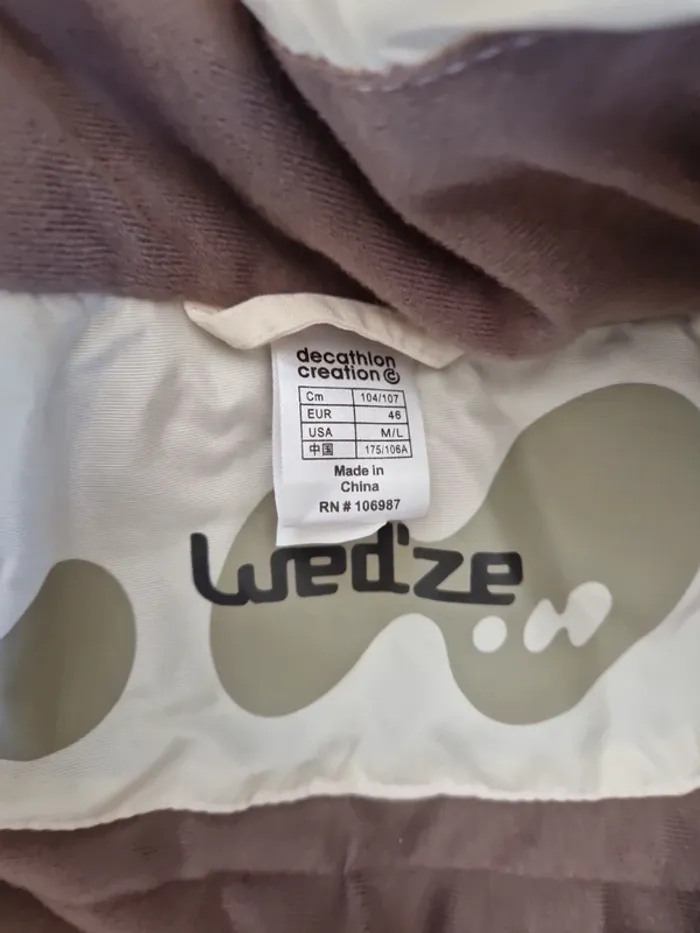 decathlon
creation ©
Cm 104/107
EUR 46
USA M/L
中国 175/106A
Made in
China
RN # 106987
wed'ze